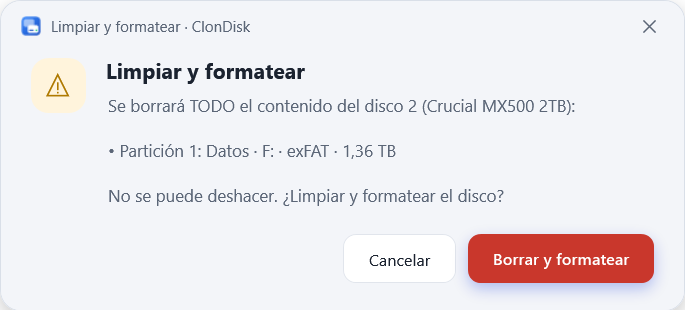 Limpiar y formatear · ClonDisk
Limpiar y formatear
Se borrará TODO el contenido del disco 2 (Crucial MX500 2TB):
• Partición 1: Datos · F: · exFAT · 1,36 TB
No se puede deshacer. ¿Limpiar y formatear el disco?
Cancelar
Borrar y formatear